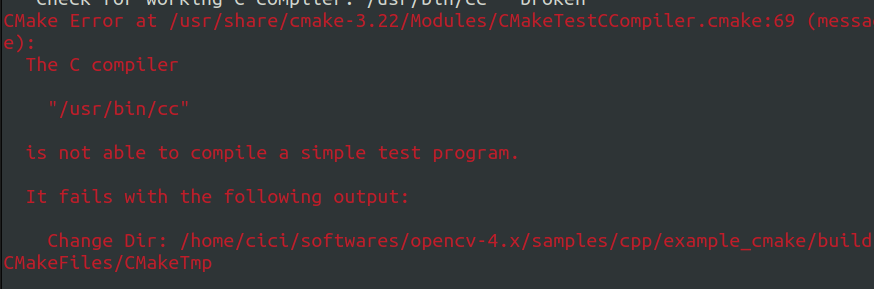 Check for working C compiler: /usr/bin/cc - broken
CMake Error at /usr/share/cmake-3.22/Modules/CMakeTestCCompiler.cmake:69 (messa
e):
The C compiler
"/usr/bin/cc"
is not able to compile a simple test program.
It fails with the following output:
Change Dir: /home/cici/softwares/opencv-4.x/samples/cpp/example_cmake/build
CMakeFiles/CMakeTmp